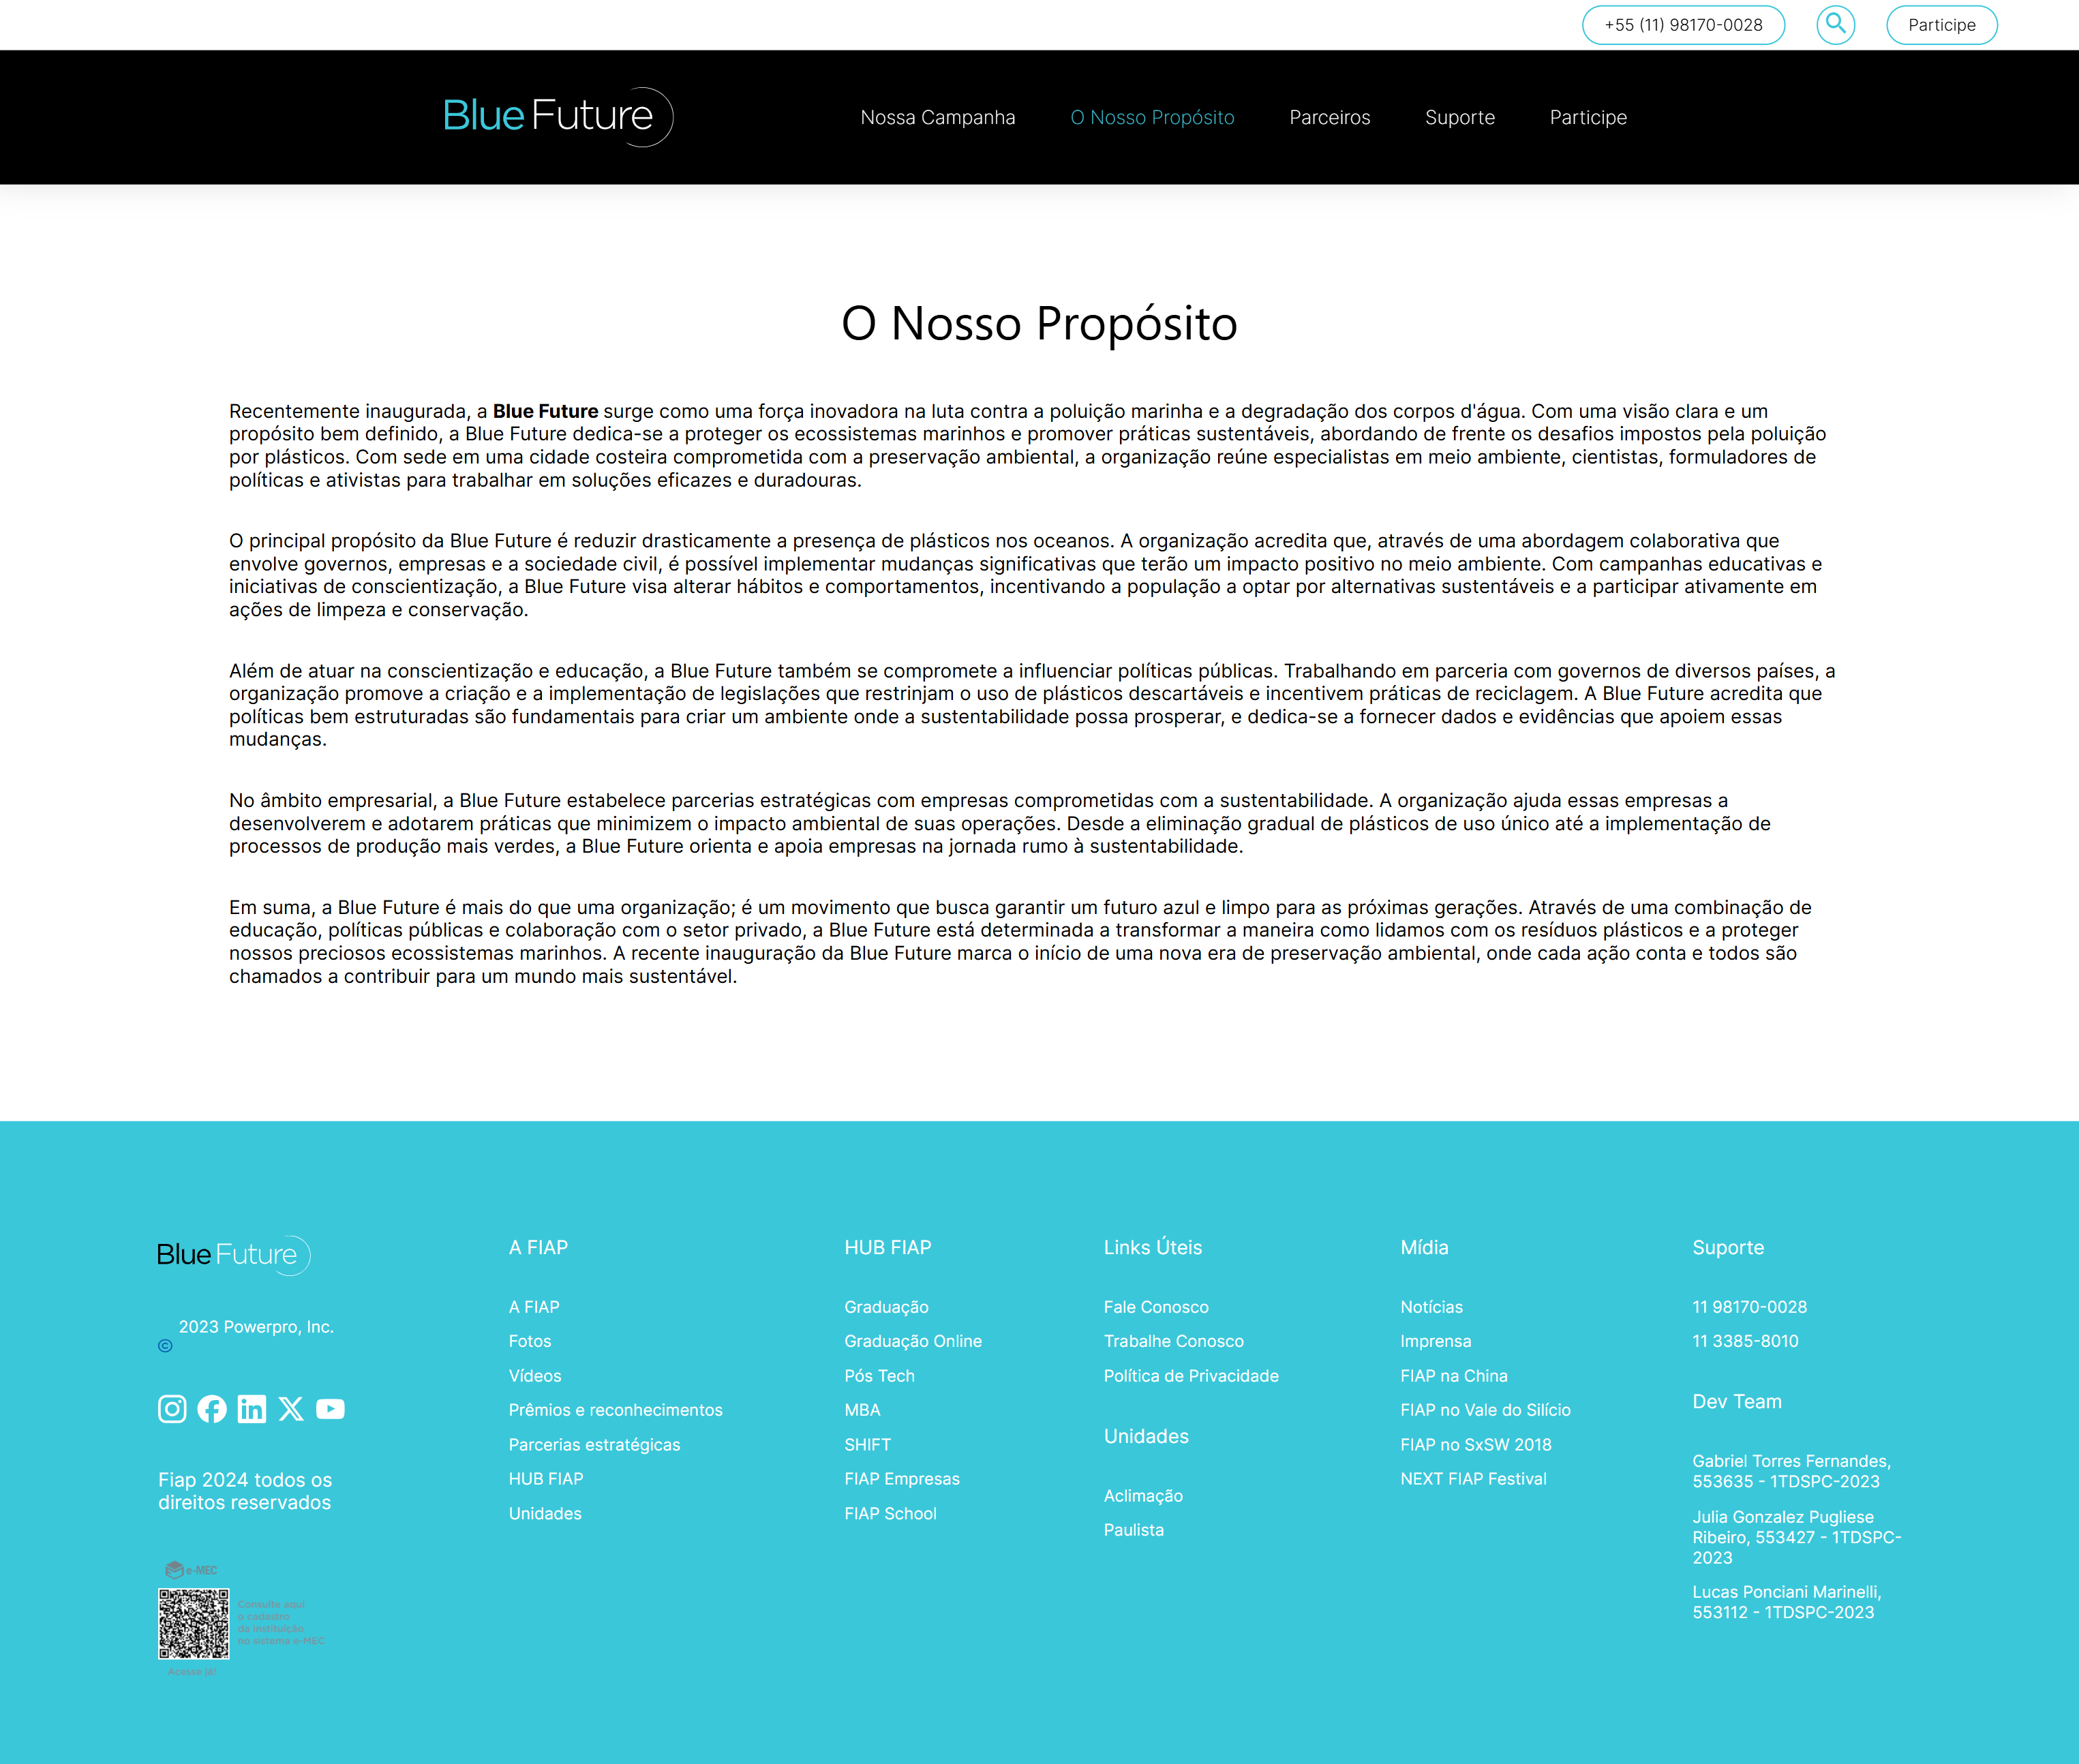 +55 (11) 98170-0028
Participe
Blue Future
Nossa Campanha
O Nosso Propósito
Parceiros
Suporte
Participe
O Nosso Propósito
Recentemente inaugurada, a Blue Future surge como uma força inovadora na luta contra a poluição marinha e a degradação dos corpos d'água. Com uma visão clara e um
propósito bem definido, a Blue Future dedica-se a proteger os ecossistemas marinhos e promover práticas sustentáveis, abordando de frente os desafios impostos pela poluição
por plásticos. Com sede em uma cidade costeira comprometida com a preservação ambiental, a organização reúne especialistas em meio ambiente, cientistas, formuladores de
políticas e ativistas para trabalhar em soluções eficazes e duradouras.
O principal propósito da Blue Future é reduzir drasticamente a presença de plásticos nos oceanos. A organização acredita que, através de uma abordagem colaborativa que
envolve governos, empresas e a sociedade civil, é possível implementar mudanças significativas que terão um impacto positivo no meio ambiente. Com campanhas educativas e
iniciativas de conscientização, a Blue Future visa alterar hábitos e comportamentos, incentivando a população a optar por alternativas sustentáveis e a participar ativamente em
ações de limpeza e conservação.
Além de atuar na conscientização e educação, a Blue Future também se compromete a influenciar políticas públicas. Trabalhando em parceria com governos de diversos países, a
organização promove a criação e a implementação de legislações que restrinjam o uso de plásticos descartáveis e incentivem práticas de reciclagem. A Blue Future acredita que
políticas bem estruturadas são fundamentais para criar um ambiente onde a sustentabilidade possa prosperar, e dedica-se a fornecer dados e evidências que apoiem essas
mudanças.
No âmbito empresarial, a Blue Future estabelece parcerias estratégicas com empresas comprometidas com a sustentabilidade. A organização ajuda essas empresas a
desenvolverem e adotarem práticas que minimizem o impacto ambiental de suas operações. Desde a eliminação gradual de plásticos de uso único até a implementação de
processos de produção mais verdes, a Blue Future orienta e apoia empresas na jornada rumo à sustentabilidade.
Em suma, a Blue Future é mais do que uma organização; é um movimento que busca garantir um futuro azul e limpo para as próximas gerações. Através de uma combinação de
educação, políticas públicas e colaboração com o setor privado, a Blue Future está determinada a transformar a maneira como lidamos com os resíduos plásticos e a proteger
nossos preciosos ecossistemas marinhos. A recente inauguração da Blue Future marca o início de uma nova era de preservação ambiental, onde cada ação conta e todos são
chamados a contribuir para um mundo mais sustentável.
Blue Future
© 2023 Powerpro, Inc.
Fiap 2024 todos os
direitos reservados
e-MEC
Consulte aqui
o cadastro
da instituição
no sistema e-MEC
Acesse já!
A FIAP
A FIAP
Fotos
Vídeos
Prêmios e reconhecimentos
Parcerias estratégicas
HUB FIAP
Unidades
HUB FIAP
Graduação
Graduação Online
Pós Tech
MBA
SHIFT
FIAP Empresas
FIAP School
Links Úteis
Fale Conosco
Trabalhe Conosco
Política de Privacidade
Unidades
Aclimação
Paulista
Mídia
Notícias
Imprensa
FIAP na China
FIAP no Vale do Silício
FIAP no SxSW 2018
NEXT FIAP Festival
Suporte
11 98170-0028
11 3385-8010
Dev Team
Gabriel Torres Fernandes,
553635 - 1TDSPC-2023
Julia Gonzalez Pugliese
Ribeiro, 553427 - 1TDSPC-
2023
Lucas Ponciani Marinelli,
553112 - 1TDSPC-2023